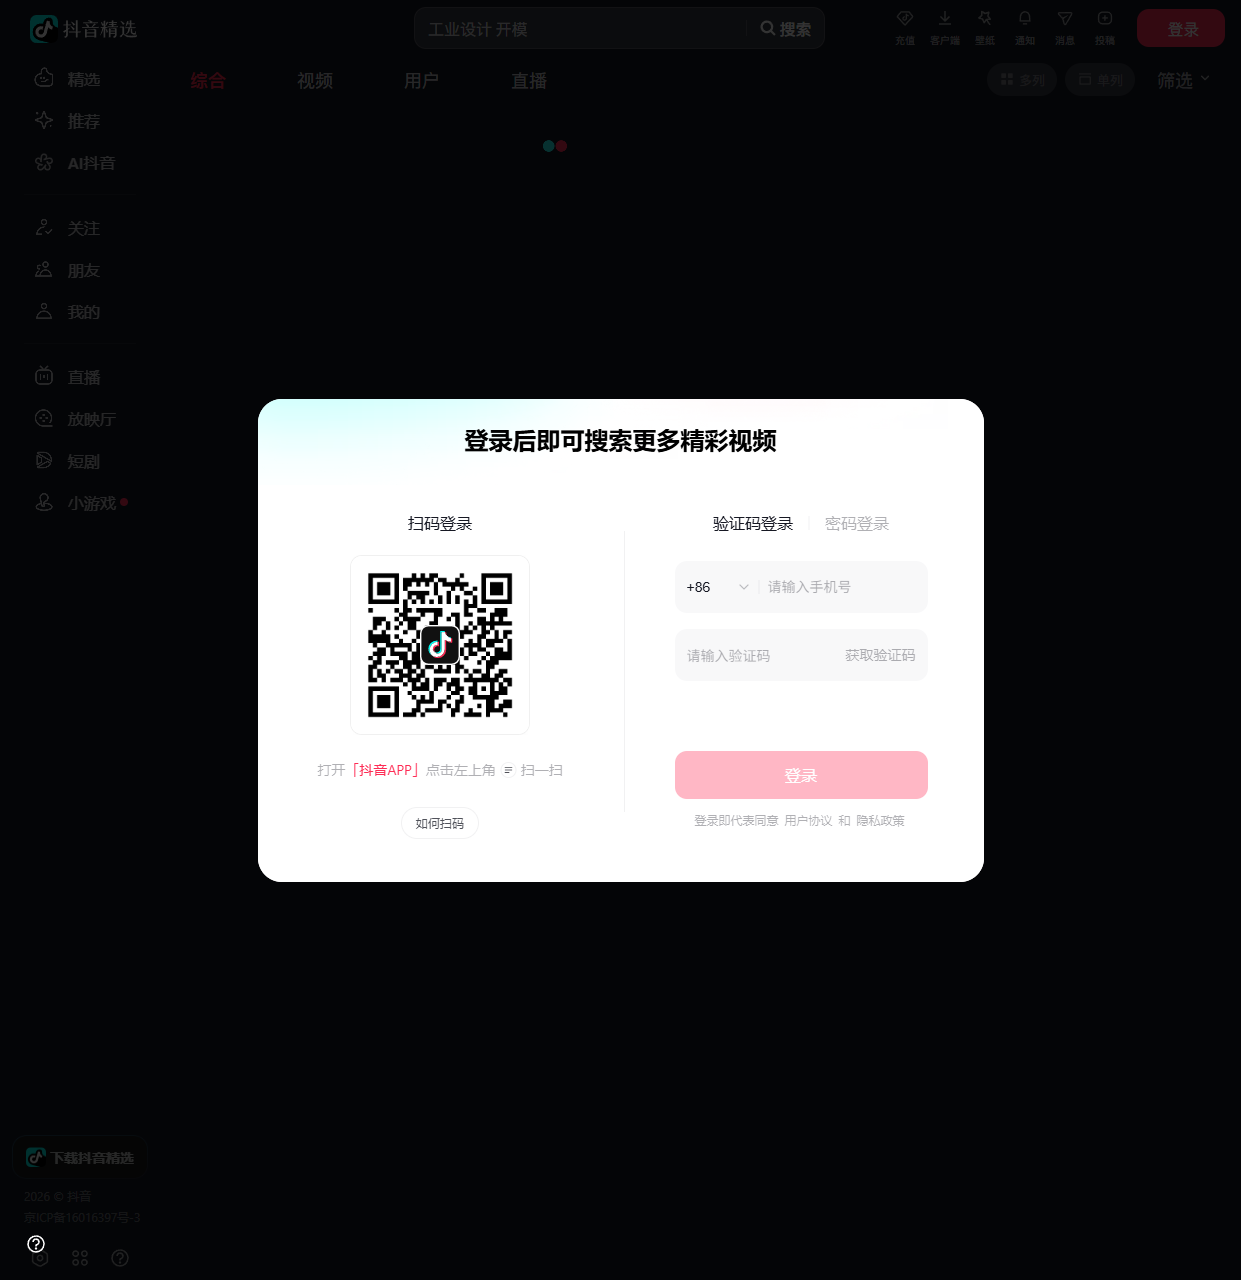 抖音精选
工业设计 开模
搜索
充值
客户端
壁纸
通知
消息
投稿
登录
精选
推荐
AI抖音
关注
朋友
我的
直播
放映厅
短剧
小游戏
综合
视频
用户
直播
多列
单列
筛选
登录后即可搜索更多精彩视频
扫码登录
打开「抖音APP」点击左上角 扫一扫
如何扫码
验证码登录
密码登录
+86
请输入手机号
请输入验证码
获取验证码
登录
登录即代表同意 用户协议 和 隐私政策
下载抖音精选
2026 © 抖音
京ICP备16016397号-3